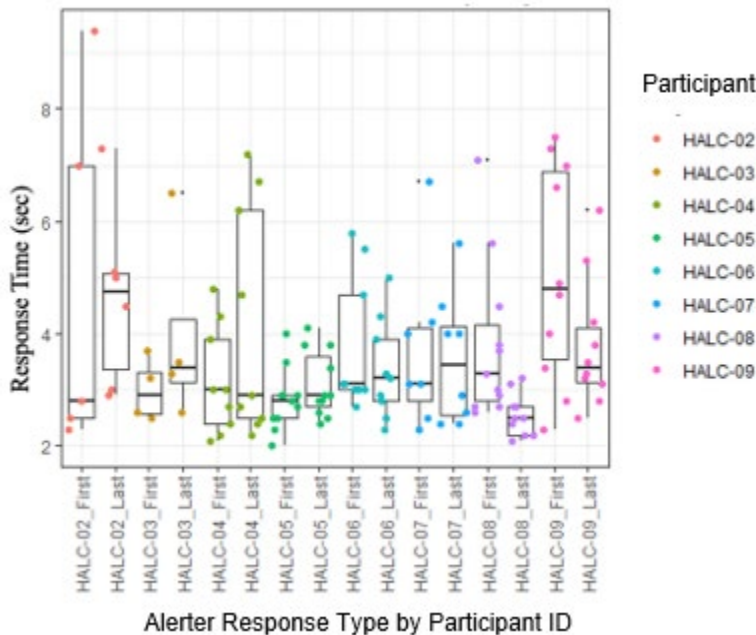 Participant
HALC-02
HALC-03
HALC-04
HALC-05
HALC-06
HALC-07
HALC-08
HALC-09
Response Time (sec)
8
6
4
2
HALC-02_First
HALC-02_Last
HALC-03_First
HALC-03_Last
HALC-04_First
HALC-04_Last
HALC-05_First
HALC-05_Last
HALC-06_First
HALC-06_Last
HALC-07_First
HALC-07_Last
HALC-08_First
HALC-08_Last
HALC-09_First
HALC-09_Last
Alerter Response Type by Participant ID